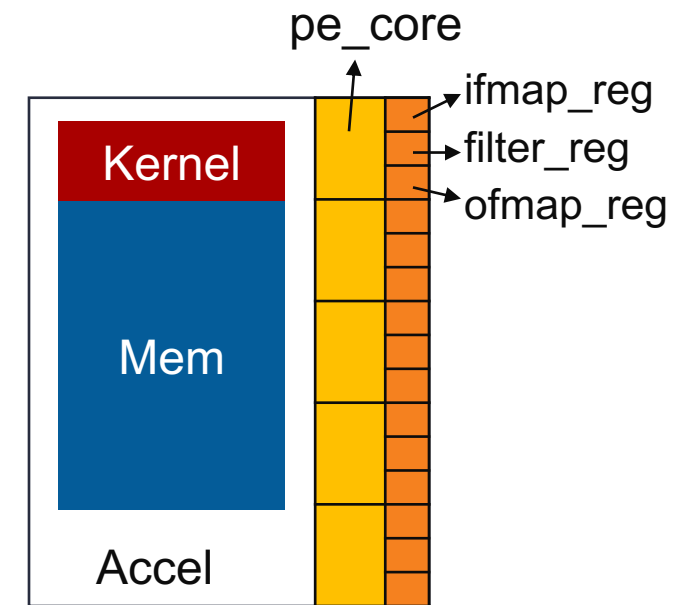 pe_core
ifmap_reg
filter_reg
ofmap_reg
Kernel
Mem
Accel